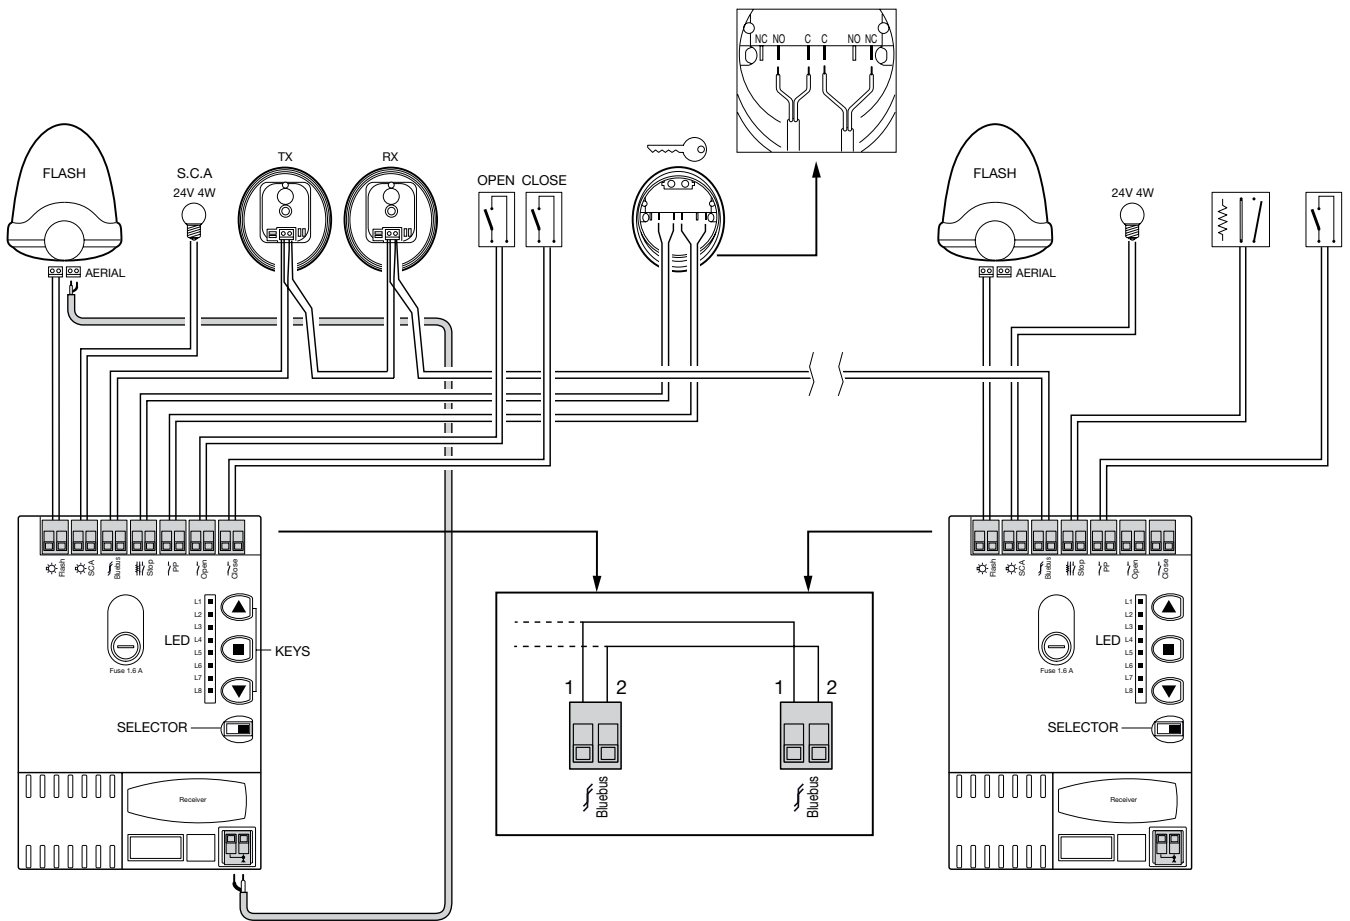 NC NO C C NO NC
FLASH
S.C.A
24V 4W
TX
RX
OPEN CLOSE
FLASH
24V 4W
AERIAL
AERIAL
Flash
SCA
Bluebus
Stop
PP
Open
Close
Flash
SCA
Bluebus
Stop
PP
Open
Close
L1
L2
L3
L4
L5
L6
L7
L8
LED
KEYS
Fuse 1.6 A
SELECTOR
Receiver
1 2
Bluebus
1 2
Bluebus
L1
L2
L3
L4
L5
L6
L7
L8
LED
Fuse 1.6 A
SELECTOR
Receiver